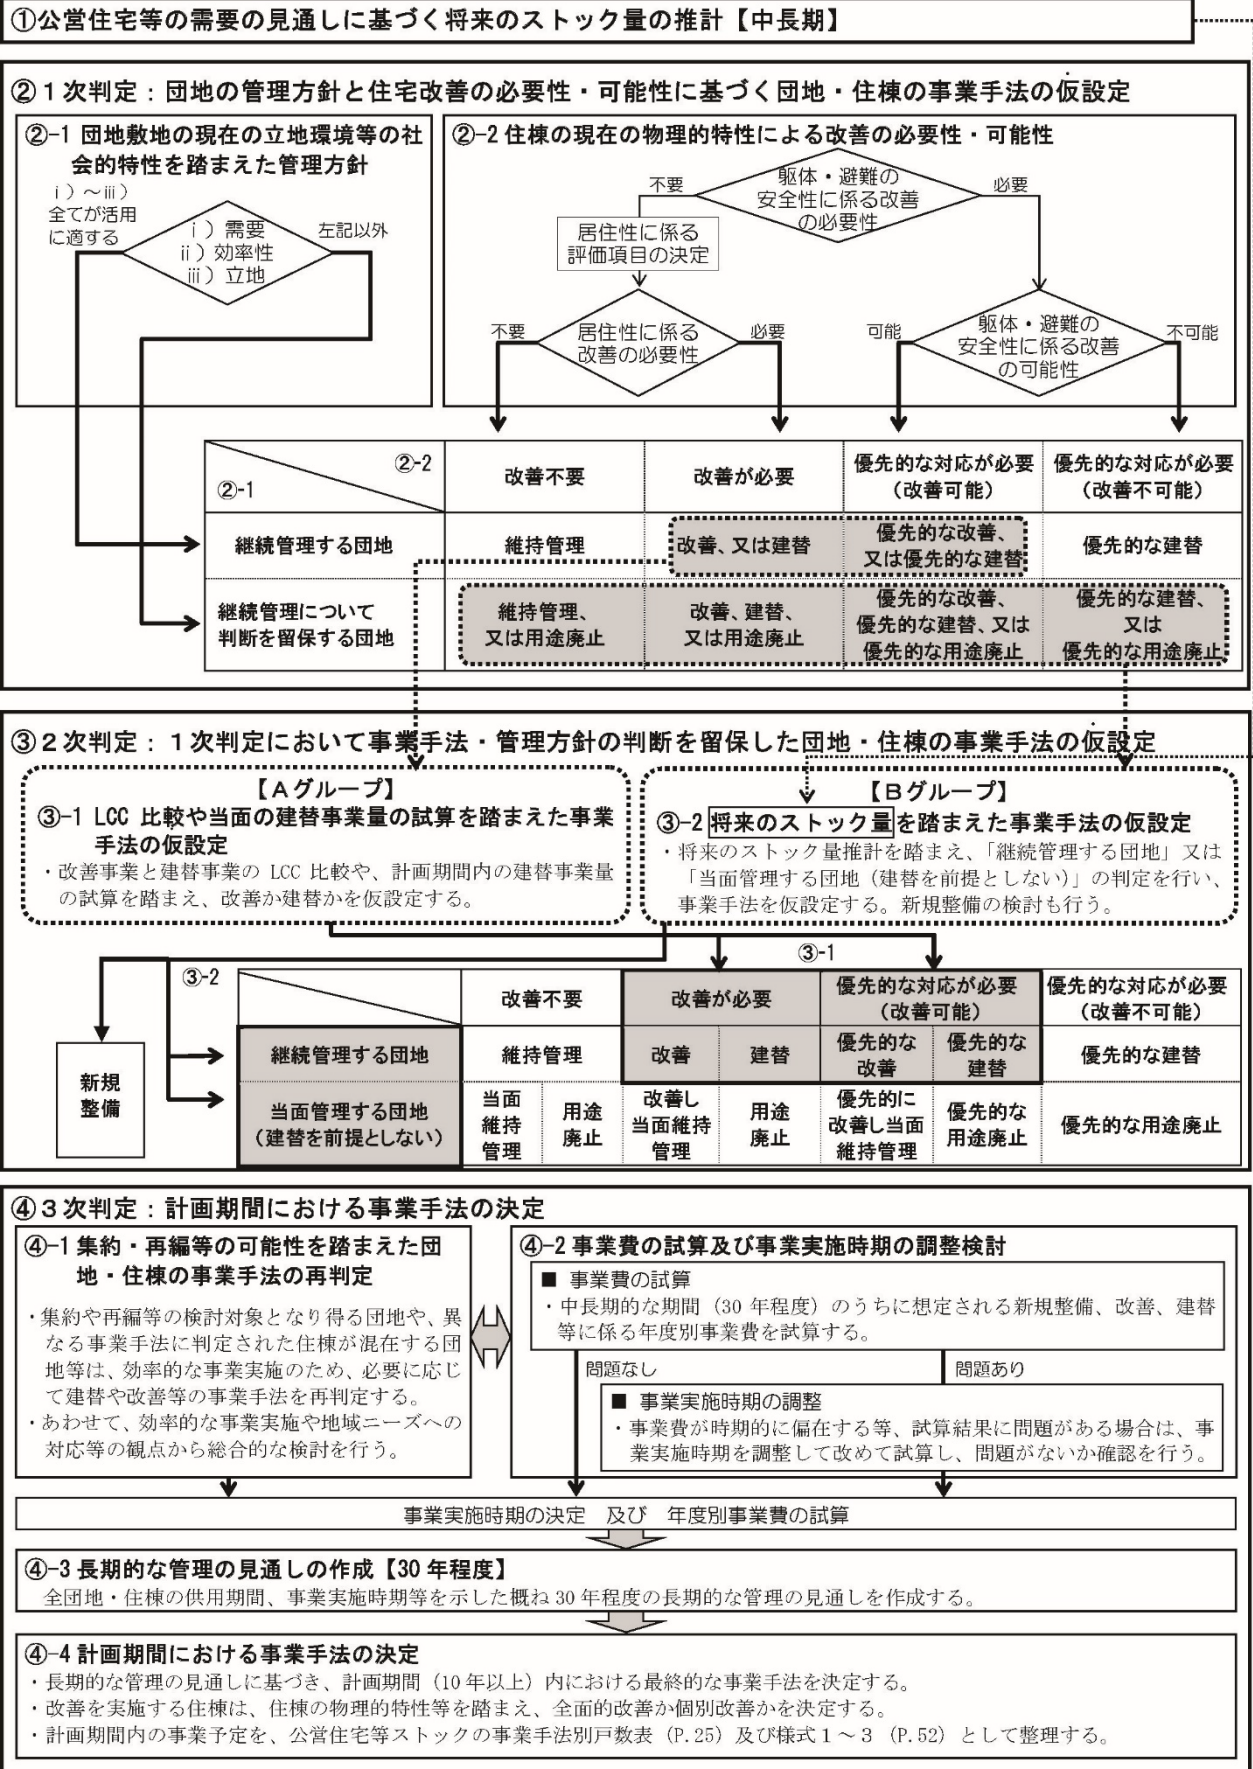 ①公営住宅等の需要の見通しに基づく将来のストック量の推計【中長期】
②１次判定：団地の管理方針と住宅改善の必要性・可能性に基づく団地・住棟の事業手法の仮設定
②-1 団地敷地の現在の立地環境等の社
会的特性を踏まえた管理方針
ⅰ）～ⅲ）
全てが活用
に適する
ⅰ）需要
ⅱ）効率性
ⅲ）立地
左記以外
②-2 住棟の現在の物理的特性による改善の必要性・可能性
不要
躯体・避難の
安全性に係る改善
の必要性
必要
居住性に係る
評価項目の決定
不要
居住性に係る
改善の必要性
必要
可能
躯体・避難の
安全性に係る改善
の可能性
不可能
②-2
②-1
改善不要
改善が必要
優先的な対応が必要
（改善可能）
優先的な対応が必要
（改善不可能）
継続管理する団地
維持管理
改善、又は建替
優先的な改善、
又は優先的な建替
優先的な建替
継続管理について
判断を留保する団地
維持管理、
又は用途廃止
改善、建替、
又は用途廃止
優先的な改善、
優先的な建替、又は
優先的な用途廃止
優先的な建替、
又は
優先的な用途廃止
③２次判定：１次判定において事業手法・管理方針の判断を留保した団地・住棟の事業手法の仮設定
【Ａグループ】
③-1 LCC 比較や当面の建替事業量の試算を踏まえた事業
手法の仮設定
・改善事業と建替事業の LCC 比較や、計画期間内の建替事業量
の試算を踏まえ、改善か建替かを仮設定する。
【Ｂグループ】
③-2 将来のストック量を踏まえた事業手法の仮設定
・将来のストック量推計を踏まえ、「継続管理する団地」又は
「当面管理する団地（建替を前提としない）」の判定を行い、
事業手法を仮設定する。新規整備の検討も行う。
③-1
③-2
新規
整備
改善不要
改善が必要
優先的な対応が必要
（改善可能）
優先的な対応が必要
（改善不可能）
継続管理する団地
維持管理
改善
建替
優先的な
改善
優先的な
建替
優先的な建替
当面管理する団地
（建替を前提としない）
当面
維持
管理
用途
廃止
改善し
当面維持
管理
用途
廃止
優先的に
改善し当面
維持管理
優先的な
用途廃止
優先的な用途廃止
④３次判定：計画期間における事業手法の決定
④-1 集約・再編等の可能性を踏まえた団
地・住棟の事業手法の再判定
・集約や再編等の検討対象となり得る団地や、異
なる事業手法に判定された住棟が混在する団
地等は、効率的な事業実施のため、必要に応じ
て建替や改善等の事業手法を再判定する。
・あわせて、効率的な事業実施や地域ニーズへの
対応等の観点から総合的な検討を行う。
④-2 事業費の試算及び事業実施時期の調整検討
■ 事業費の試算
・中長期的な期間（30 年程度）のうちに想定される新規整備、改善、建替
等に係る年度別事業費を試算する。
問題なし
問題あり
■ 事業実施時期の調整
・事業費が時期的に偏在する等、試算結果に問題がある場合は、事
業実施時期を調整して改めて試算し、問題がないか確認を行う。
事業実施時期の決定　及び　年度別事業費の試算
④-3 長期的な管理の見通しの作成【30 年程度】
全団地・住棟の供用期間、事業実施時期等を示した概ね 30 年程度の長期的な管理の見通しを作成する。
④-4 計画期間における事業手法の決定
・長期的な管理の見通しに基づき、計画期間（10 年以上）内における最終的な事業手法を決定する。
・改善を実施する住棟は、住棟の物理的特性等を踏まえ、全面的改善か個別改善かを決定する。
・計画期間内の事業予定を、公営住宅等ストックの事業手法別戸数表（P.25）及び様式１～３（P.52）として整理する。